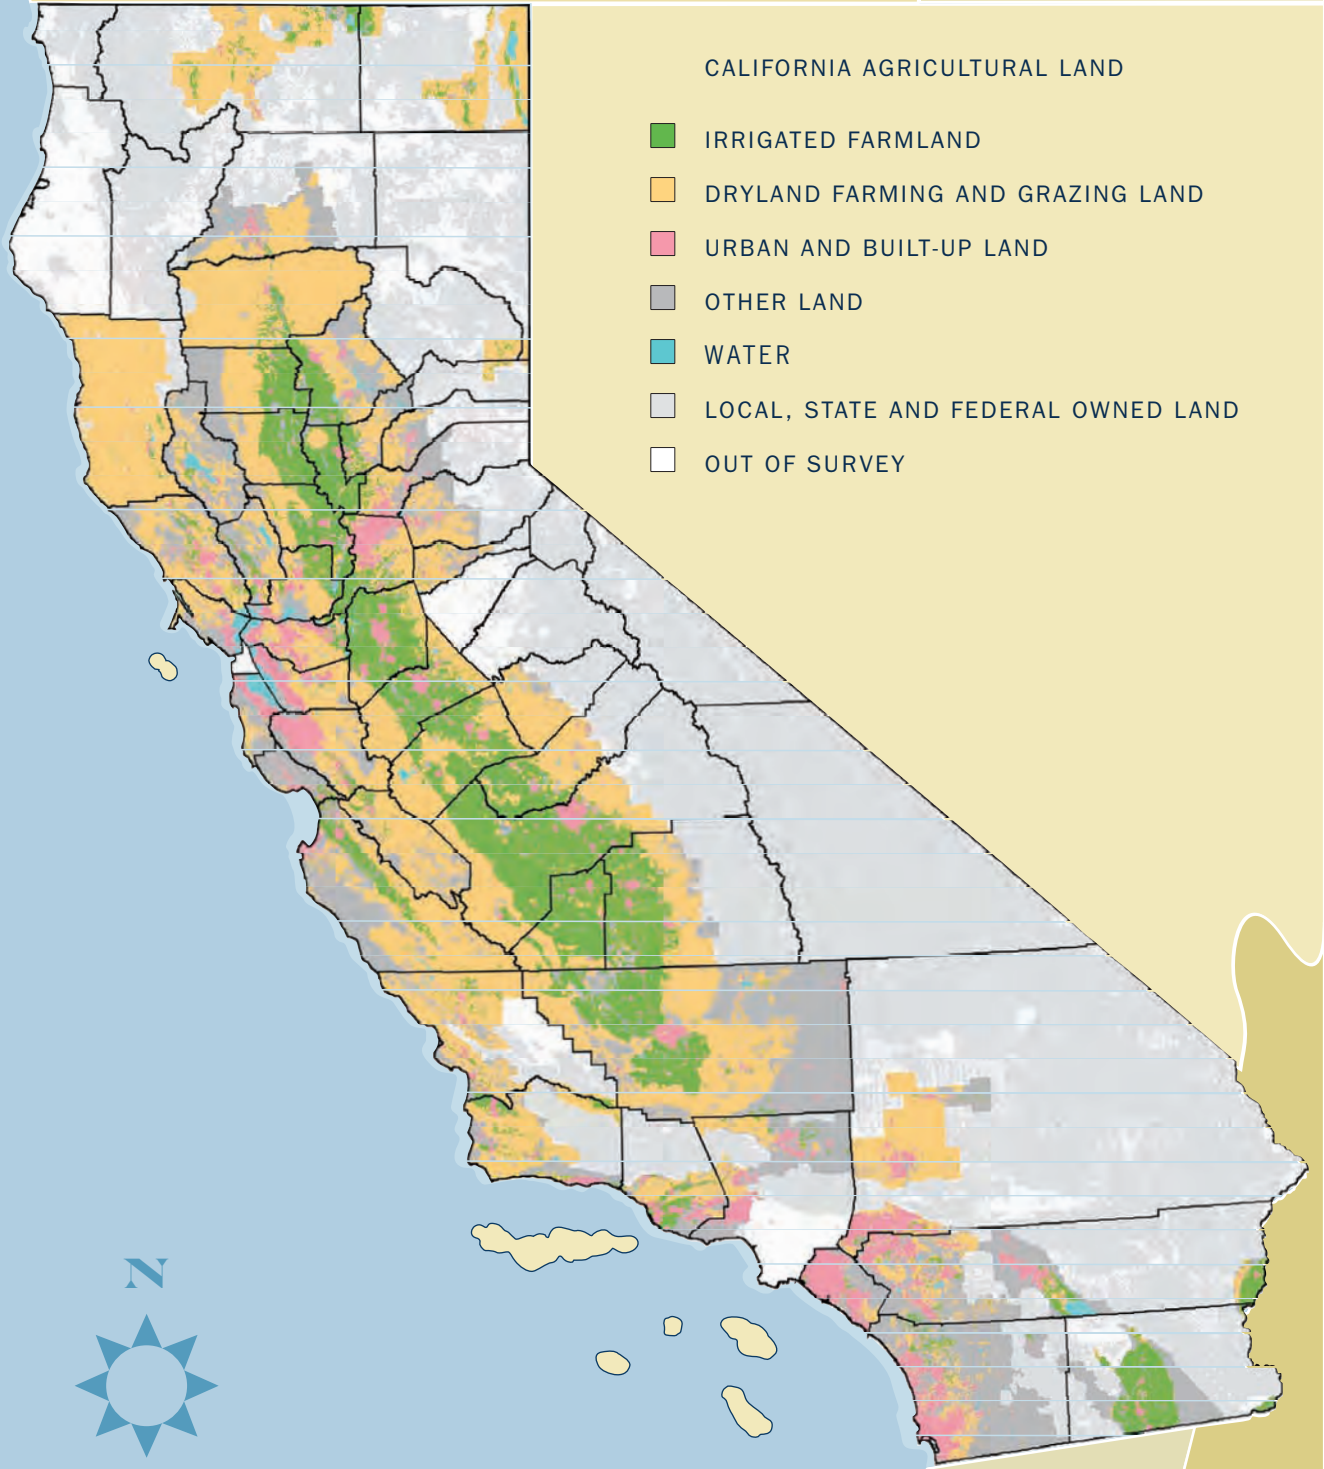 CALIFORNIA AGRICULTURAL LAND
IRRIGATED FARMLAND
DRYLAND FARMING AND GRAZING LAND
URBAN AND BUILT-UP LAND
OTHER LAND
WATER
LOCAL, STATE AND FEDERAL OWNED LAND
OUT OF SURVEY
N